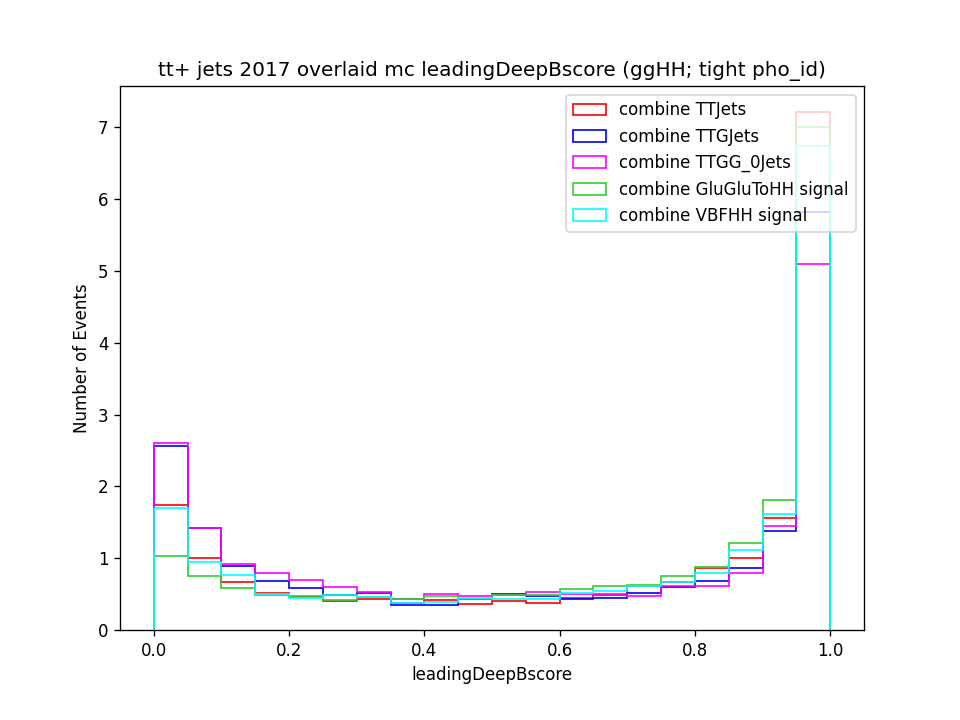 tt+ jets 2017 overlaid mc leadingDeepBscore (ggHH; tight pho_id)
combine TTJets
combine TTGJets
combine TTGG_0Jets
combine GluGluToHH signal
combine VBFHH signal
Number of Events
7
6
5
4
3
2
1
0
0.0 0.2 0.4 0.6 0.8 1.0
leadingDeepBscore